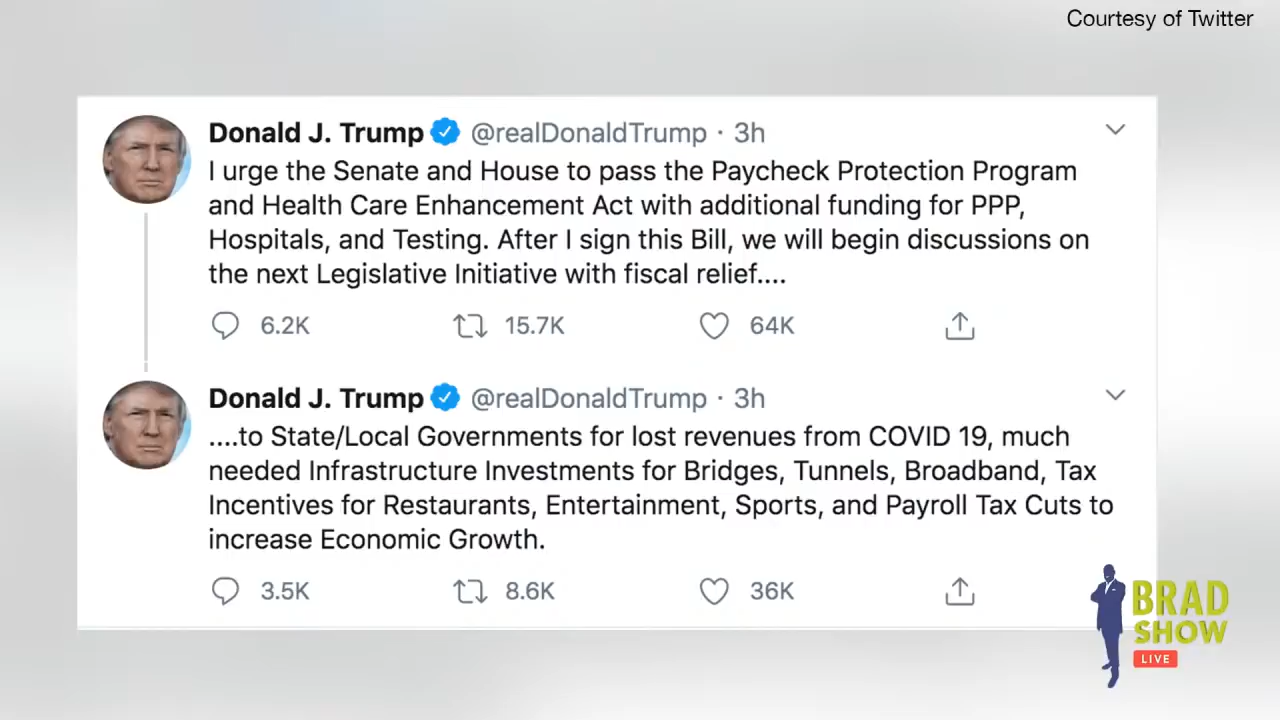 Courtesy of Twitter
Donald J. Trump @realDonaldTrump · 3h
I urge the Senate and House to pass the Paycheck Protection Program
and Health Care Enhancement Act with additional funding for PPP,
Hospitals, and Testing. After I sign this Bill, we will begin discussions on
the next Legislative Initiative with fiscal relief....
6.2K 15.7K 64K
Donald J. Trump @realDonaldTrump · 3h
....to State/Local Governments for lost revenues from COVID 19, much
needed Infrastructure Investments for Bridges, Tunnels, Broadband, Tax
Incentives for Restaurants, Entertainment, Sports, and Payroll Tax Cuts to
increase Economic Growth.
3.5K 8.6K 36K
BRAD
SHOW
LIVE